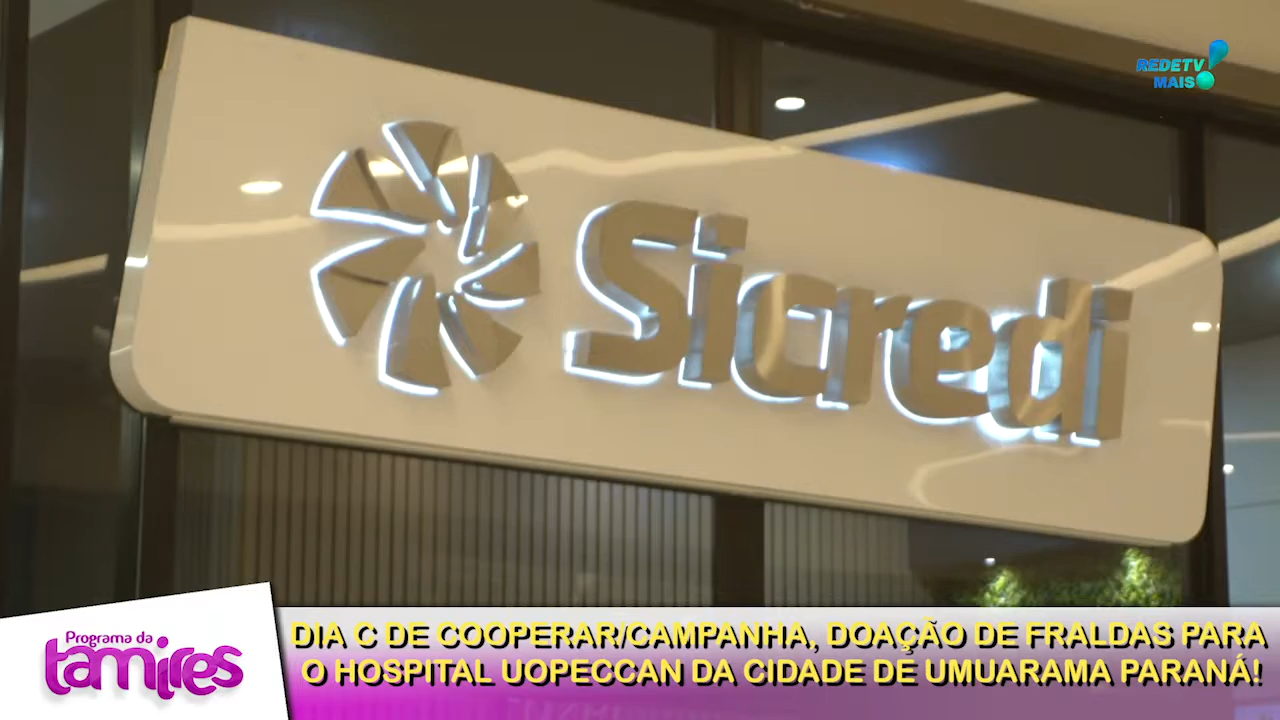 REDETV
MAIS
Sicredi
Programa da
tamires
DIA C DE COOPERAR/CAMPANHA, DOAÇÃO DE FRALDAS PARA
O HOSPITAL UOPECCAN DA CIDADE DE UMUARAMA PARANÁ!